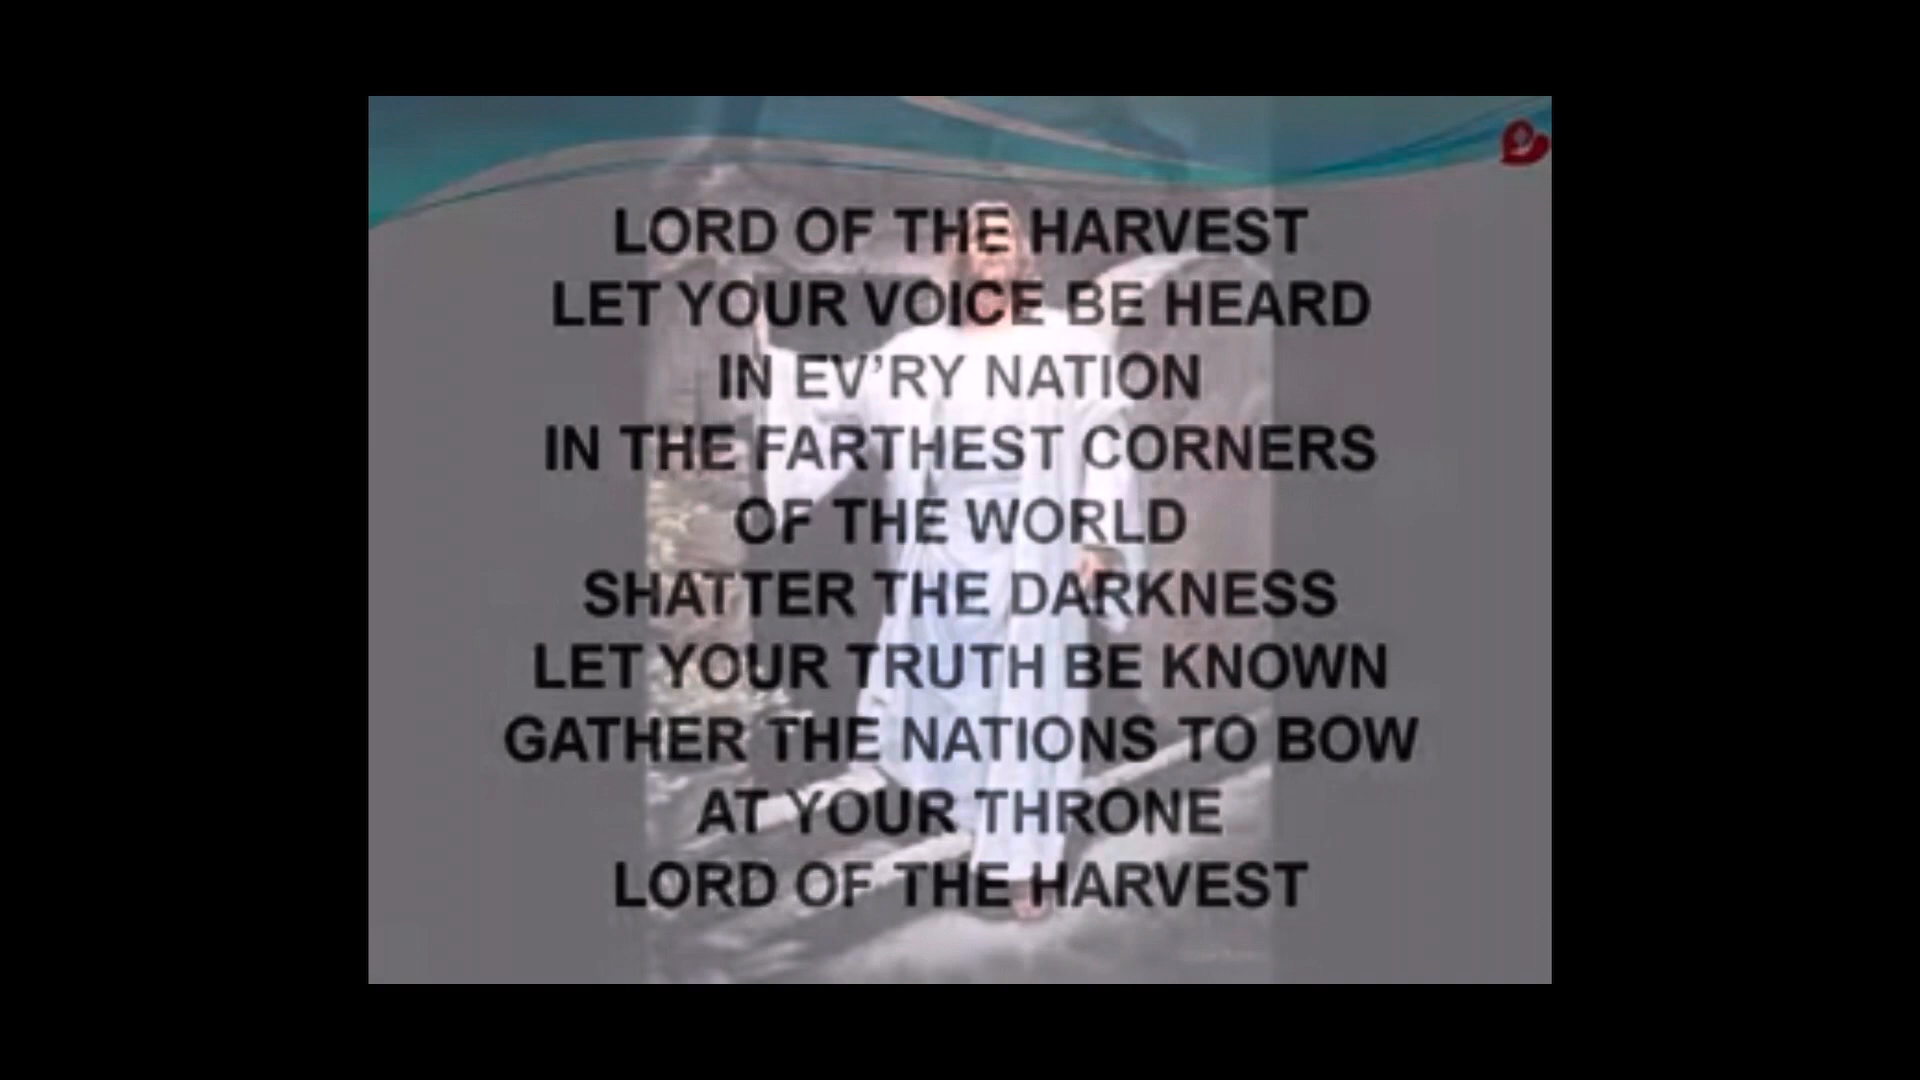 LORD OF THE HARVEST
LET YOUR VOICE BE HEARD
IN EV’RY NATION
IN THE FARTHEST CORNERS
OF THE WORLD
SHATTER THE DARKNESS
LET YOUR TRUTH BE KNOWN
GATHER THE NATIONS TO BOW
AT YOUR THRONE
LORD OF THE HARVEST